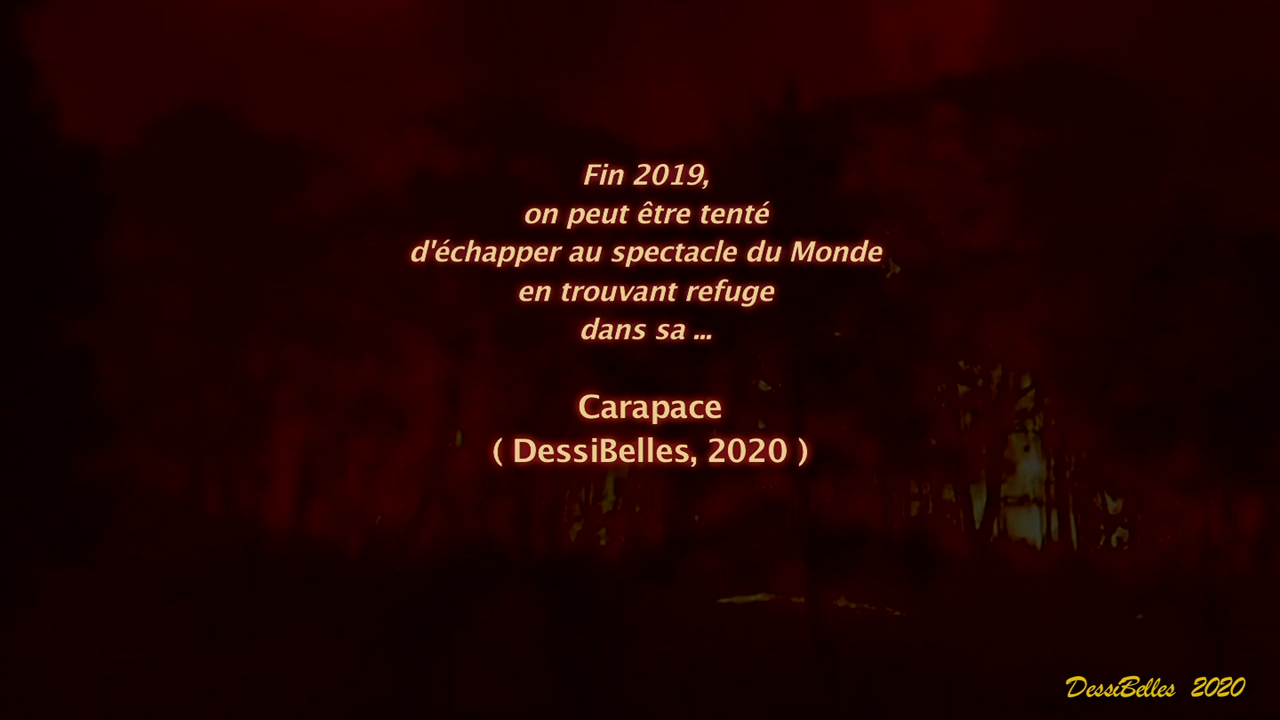 Fin 2019,
on peut être tenté
d'échapper au spectacle du Monde
en trouvant refuge
dans sa ...
Carapace
( DessiBelles, 2020 )
DessiBelles 2020